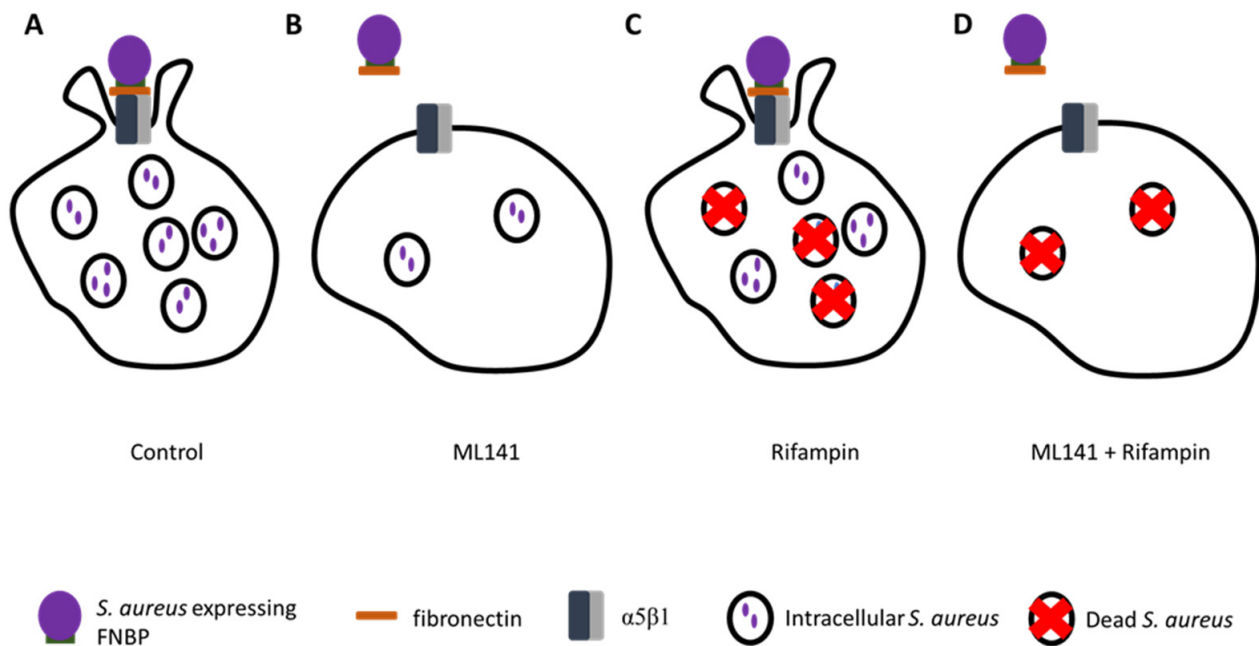 A
B
C
D
Control
ML141
Rifampin
ML141 + Rifampin
S. aureus expressing
FNBP
fibronectin
α5β1
Intracellular S. aureus
Dead S. aureus